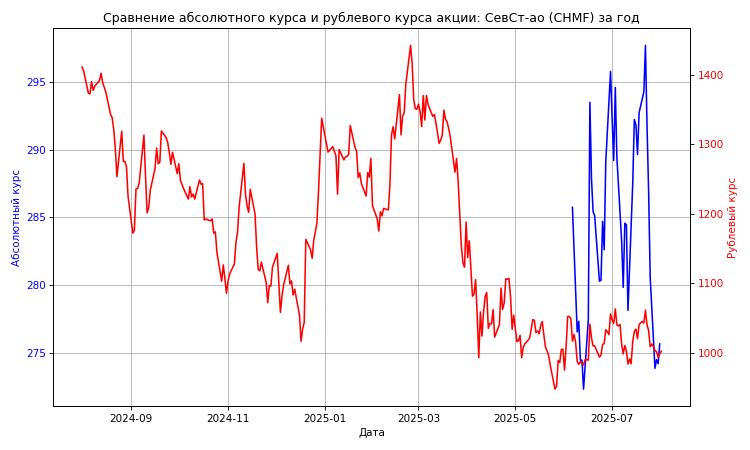 Сравнение абсолютного курса и рублевого курса акции: СевСт-ао (CHMF) за год
Абсолютный курс
295
290
285
280
275
1400
1300
1200
1100
1000
Рублевый курс
2024-09 2024-11 2025-01 2025-03 2025-05 2025-07
Дата